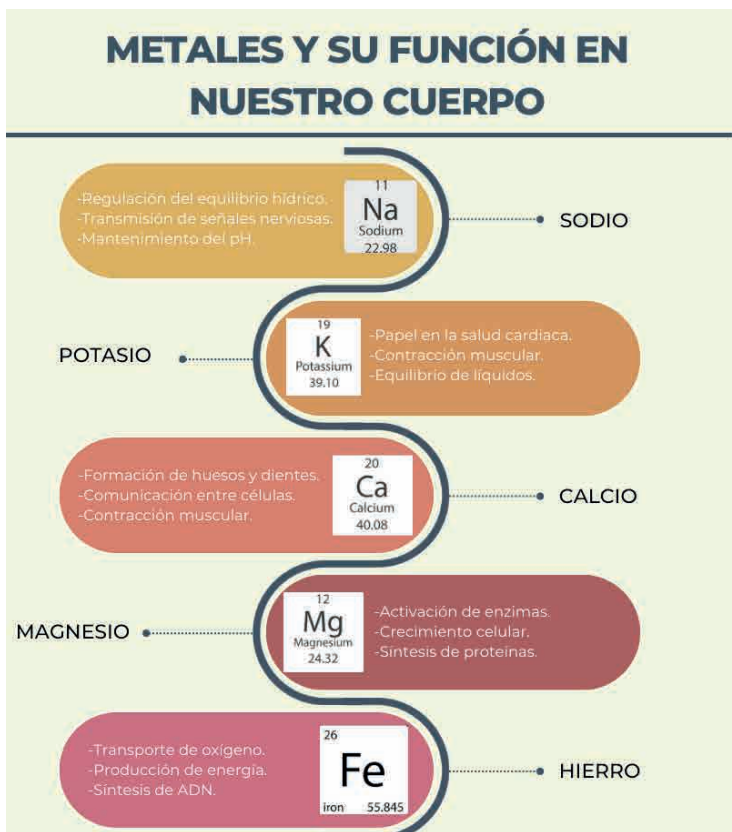 METALES Y SU FUNCIÓN EN
NUESTRO CUERPO
-Regulación del equilibrio hídrico.
-Transmisión de señales nerviosas.
-Mantenimiento del pH.
11
Na
Sodium
22.98
SODIO
POTASIO
19
K
Potassium
39.10
-Papel en la salud cardiaca.
-Contracción muscular.
-Equilibrio de líquidos.
-Formación de huesos y dientes.
-Comunicación entre células.
-Contracción muscular.
20
Ca
Calcium
40.08
CALCIO
MAGNESIO
12
Mg
Magnesium
24.32
-Activación de enzimas.
-Crecimiento celular.
-Síntesis de proteínas.
-Transporte de oxígeno.
-Producción de energía.
-Síntesis de ADN.
26
Fe
iron 55.845
HIERRO